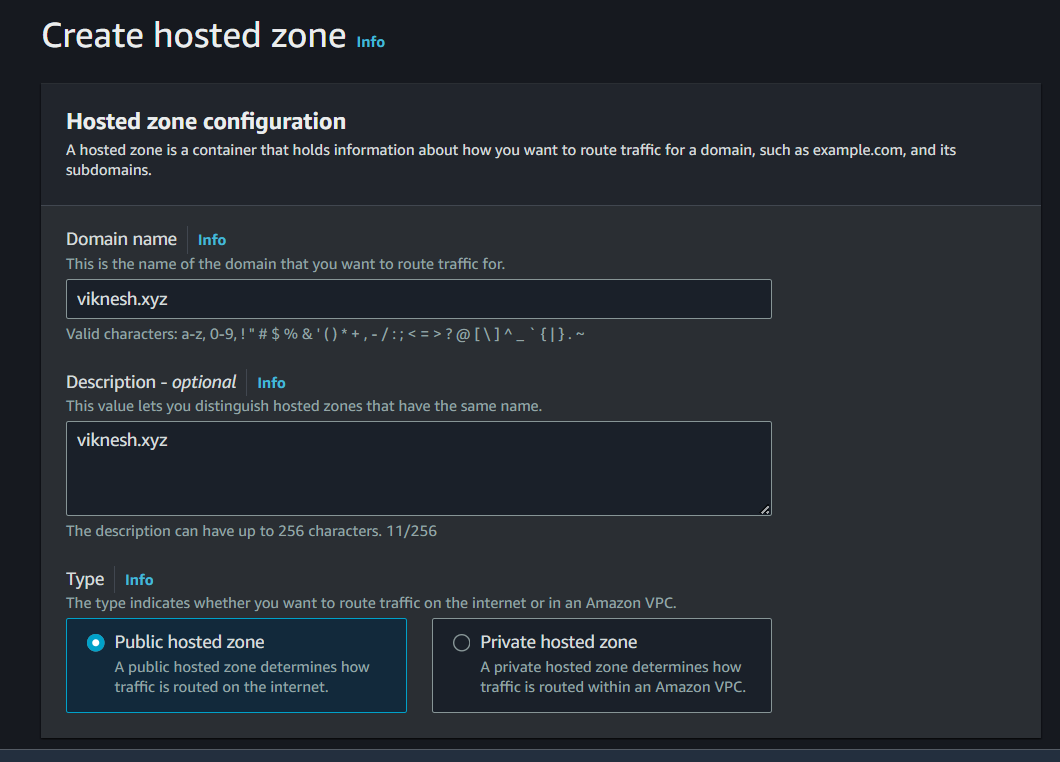 Create hosted zone Info
Hosted zone configuration
A hosted zone is a container that holds information about how you want to route traffic for a domain, such as example.com, and its
subdomains.
Domain name Info
This is the name of the domain that you want to route traffic for.
viknesh.xyz
Valid characters: a-z, 0-9, ! " # $ % & ' ( ) * + , - / : ; < = > ? @ [ \ ] ^ _ ` { | } . ~
Description - optional Info
This value lets you distinguish hosted zones that have the same name.
viknesh.xyz
The description can have up to 256 characters. 11/256
Type Info
The type indicates whether you want to route traffic on the internet or in an Amazon VPC.
Public hosted zone
A public hosted zone determines how
traffic is routed on the internet.
Private hosted zone
A private hosted zone determines how
traffic is routed within an Amazon VPC.